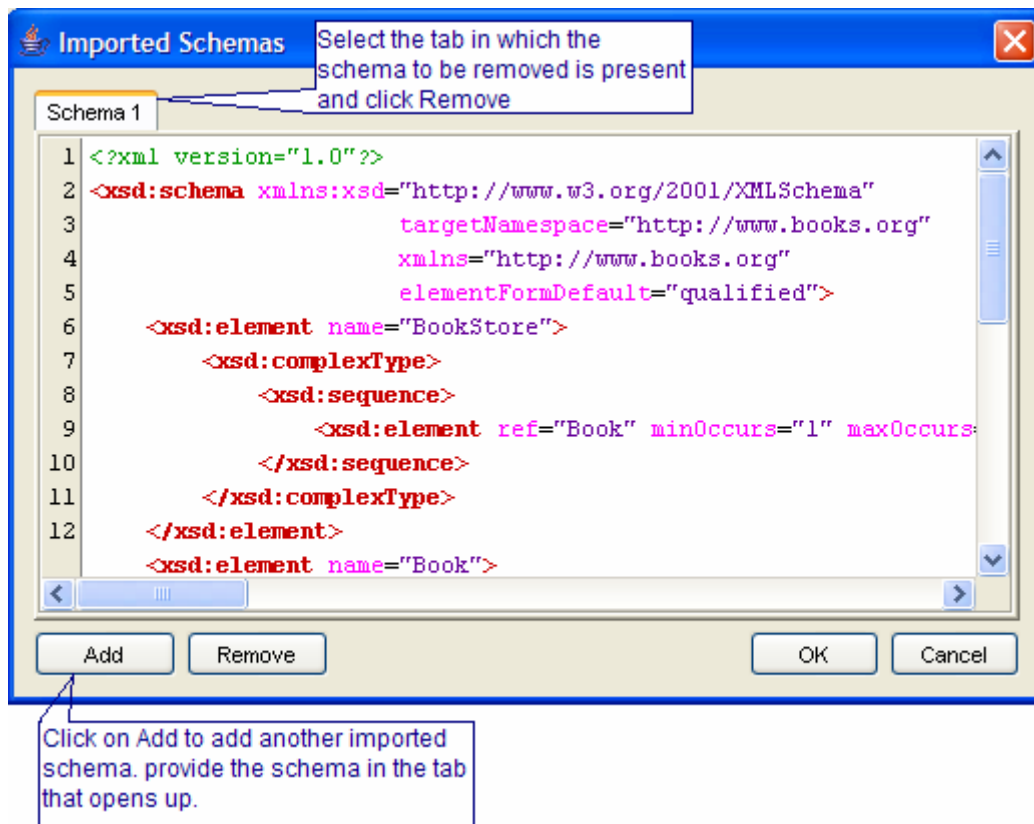 Imported Schemas
Select the tab in which the
schema to be removed is present
and click Remove
Schema 1
1 <?xml version="1.0"?>
2 <xsd:schema xmlns:xsd="http://www.w3.org/2001/XMLSchema"
3 targetNamespace="http://www.books.org"
4 xmlns="http://www.books.org"
5 elementFormDefault="qualified">
6 <xsd:element name="BookStore">
7 <xsd:complexType>
8 <xsd:sequence>
9 <xsd:element ref="Book" minOccurs="1" maxOccurs=
10 </xsd:sequence>
11 </xsd:complexType>
12 </xsd:element>
<xsd:element name="Book">
Add Remove OK Cancel
Click on Add to add another imported
schema. provide the schema in the tab
that opens up.